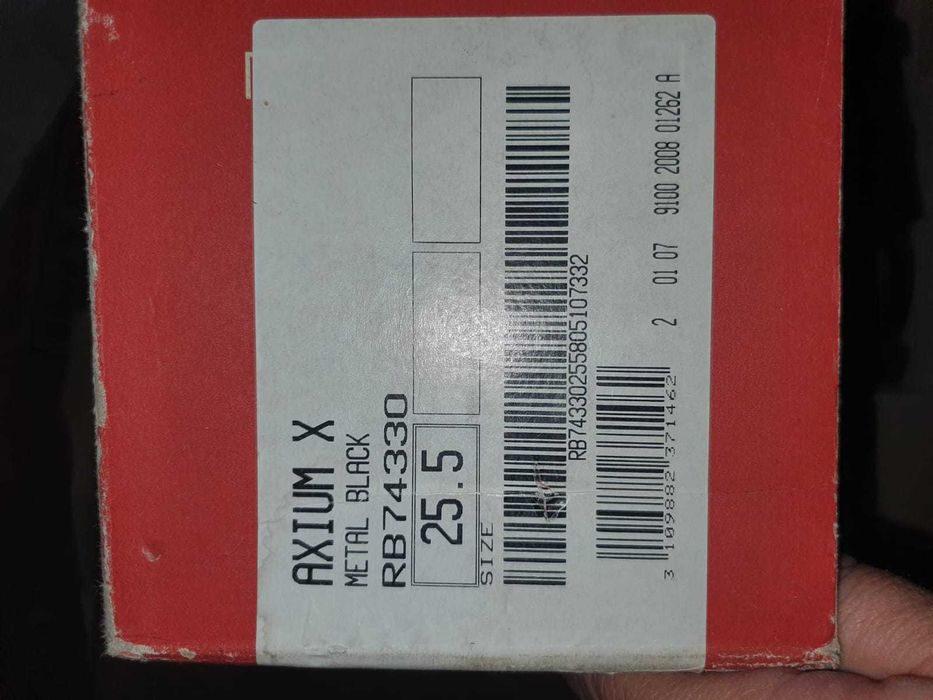 AXIUM X
METAL BLACK
RB74330
25.5
SIZE
RB74330255805107332
3 109882 371462
2 01 07 9100 2008 01262 A